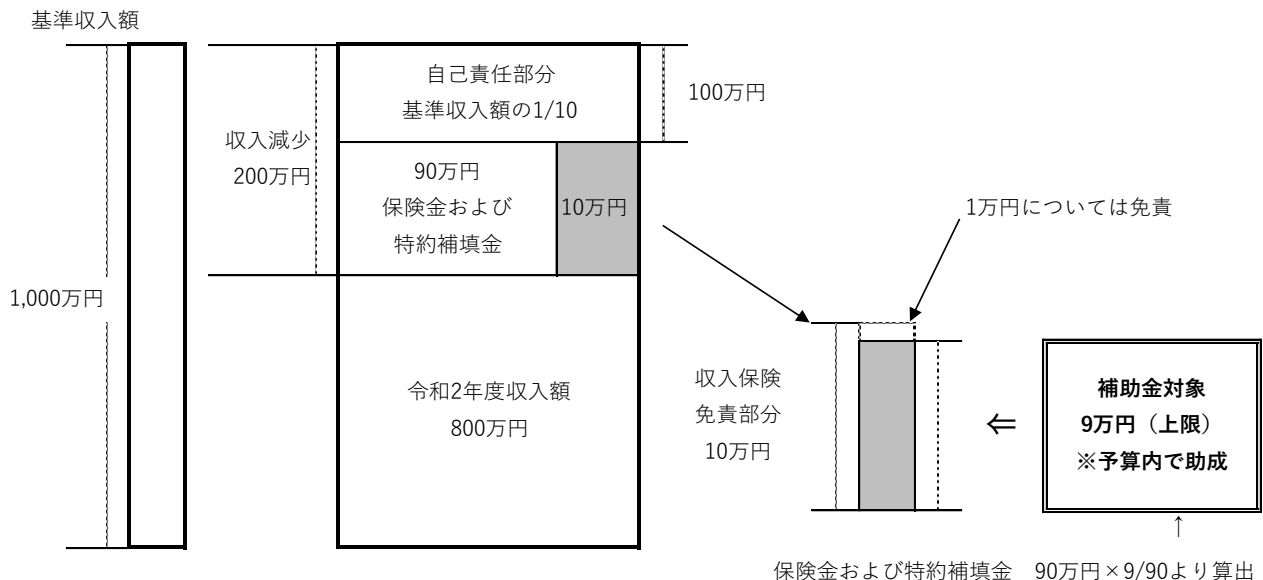 基準収入額
1,000万円
収入減少
200万円
自己責任部分
基準収入額の1/10
100万円
90万円
保険金および
特約補填金
10万円
令和2年度収入額
800万円
1万円については免責
収入保険
免責部分
10万円
⇐
補助金対象
9万円（上限）
※予算内で助成
↑
保険金および特約補填金　90万円×9/90より算出